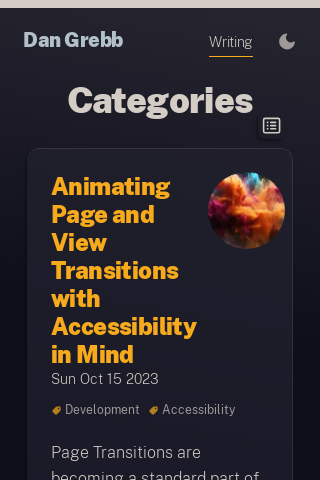 Dan Grebb
Writing
Categories
Animating
Page and
View
Transitions
with
Accessibility
in Mind
Sun Oct 15 2023
Development Accessibility
Page Transitions are
becoming a standard part of